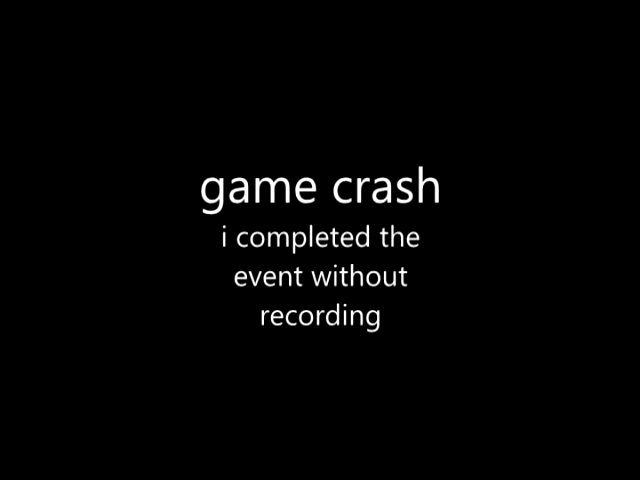 game crash
i completed the
event without
recording